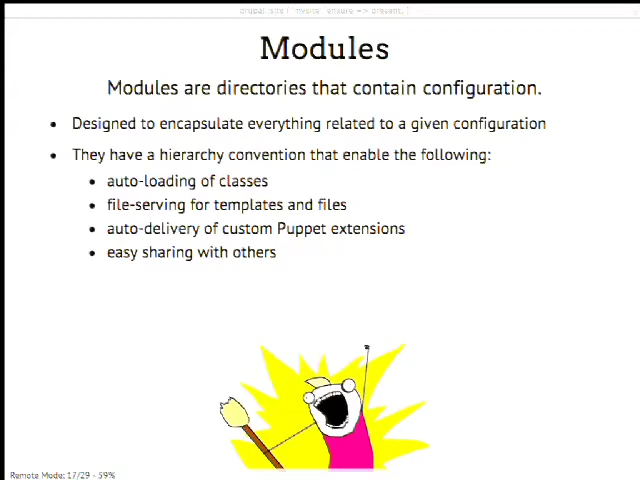 Modules
Modules are directories that contain configuration.
• Designed to encapsulate everything related to a given configuration
• They have a hierarchy convention that enable the following:
• auto-loading of classes
• file-serving for templates and files
• auto-delivery of custom Puppet extensions
• easy sharing with others
Remote Mode: 17/29 - 59%